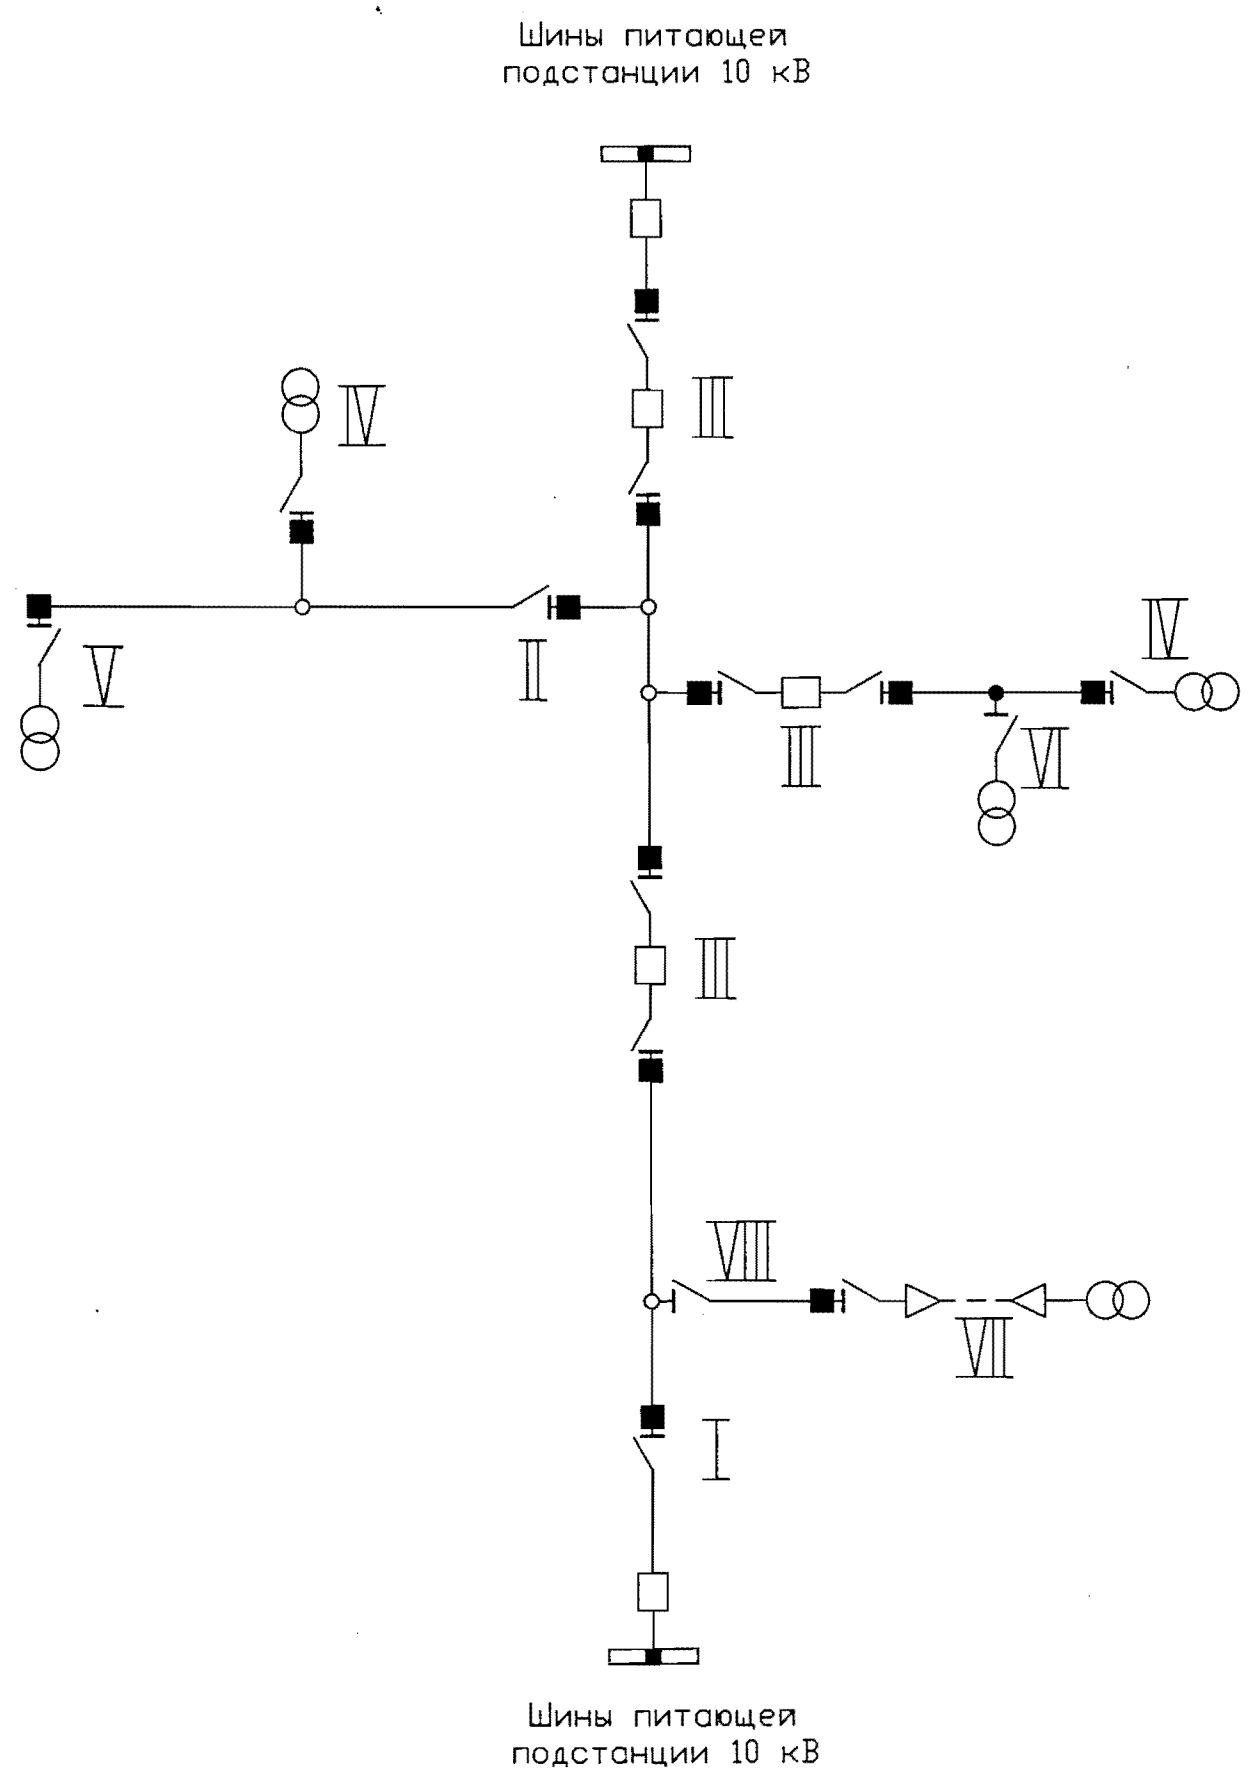 Шины питающей
подстанции 10 кВ
III
IV
IV
II
V
III
VI
III
VIII
VII
I
Шины питающей
подстанции 10 кВ